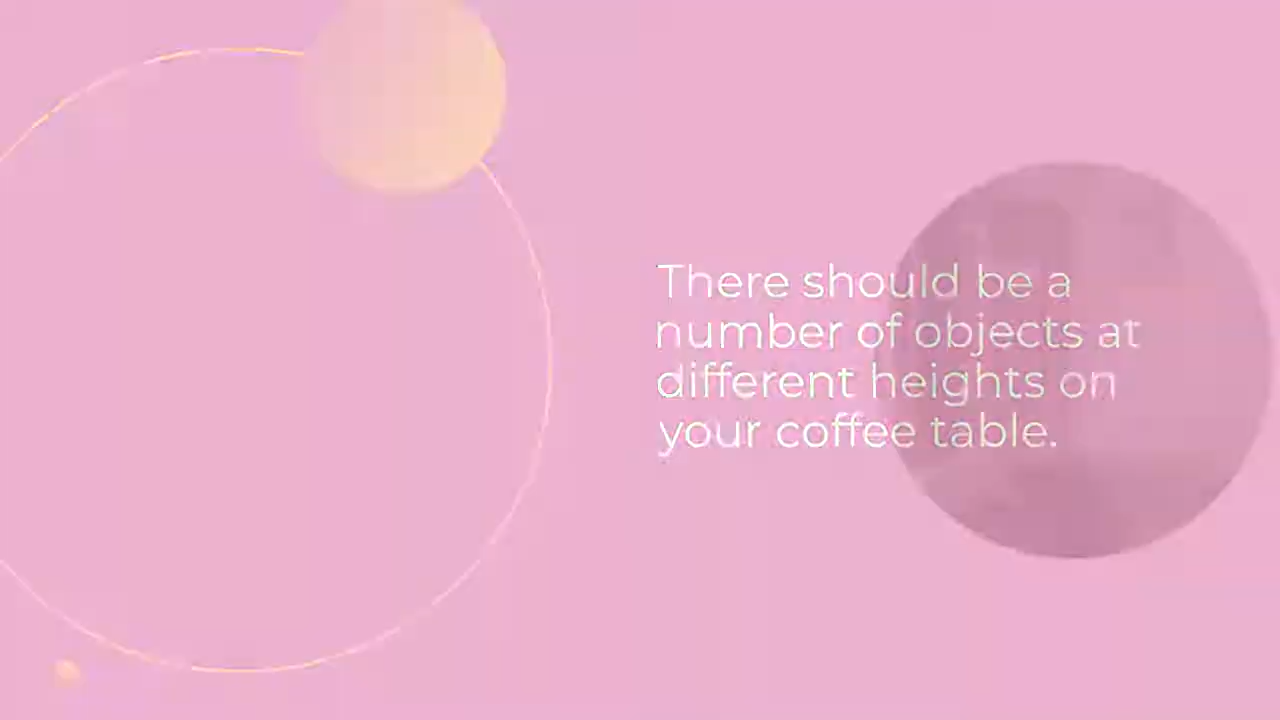 There should be a
number of objects at
different heights on
your coffee table.